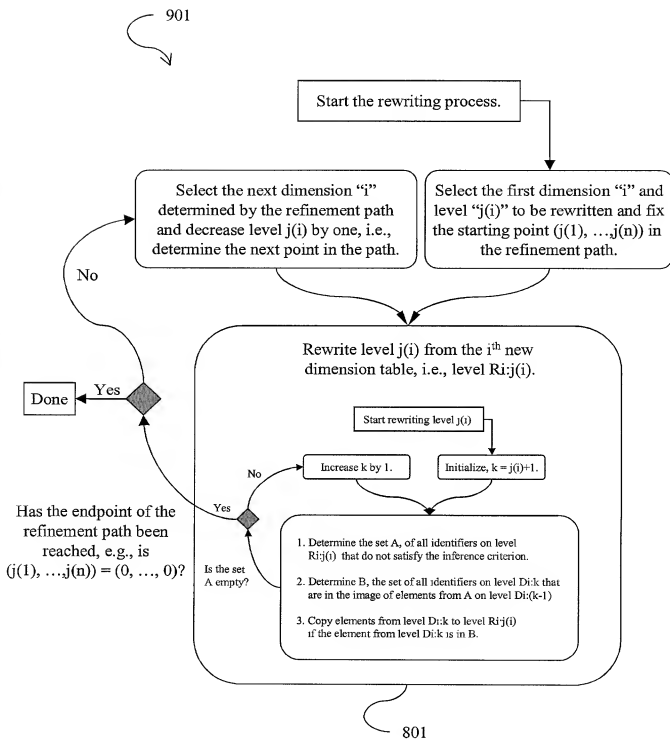 901
Start the rewriting process.
Select the next dimension “i”
determined by the refinement path
and decrease level j(i) by one, i.e.,
determine the next point in the path.
Select the first dimension “i” and
level “j(i)” to be rewritten and fix
the starting point (j(1), …,j(n)) in
the refinement path.
No
Rewrite level j(i) from the ith new
dimension table, i.e., level Ri:j(i).
Done
Yes
Start rewriting level j(i)
No
Increase k by 1.
Initialize, k = j(i)+1.
Yes
Has the endpoint of the
refinement path been
reached, e.g., is
(j(1), …,j(n)) = (0, …, 0)?
Is the set
A empty?
1. Determine the set A, of all identifiers on level
Ri:j(i) that do not satisfy the inference criterion.
2. Determine B, the set of all identifiers on level Di:k that
are in the image of elements from A on level Di:(k-1)
3. Copy elements from level Di:k to level Ri:j(i)
if the element from level Di:k is in B.
801